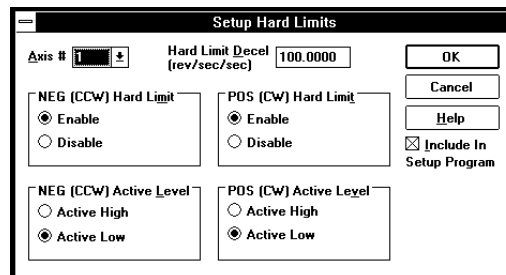 Setup Hard Limits
Axis # 1
Hard Limit Decel
(rev/sec/sec)
100.0000
OK
Cancel
Help
Include In
Setup Program
NEG (CCW) Hard Limit
Enable
Disable
POS (CW) Hard Limit
Enable
Disable
NEG (CCW) Active Level
Active High
Active Low
POS (CW) Active Level
Active High
Active Low